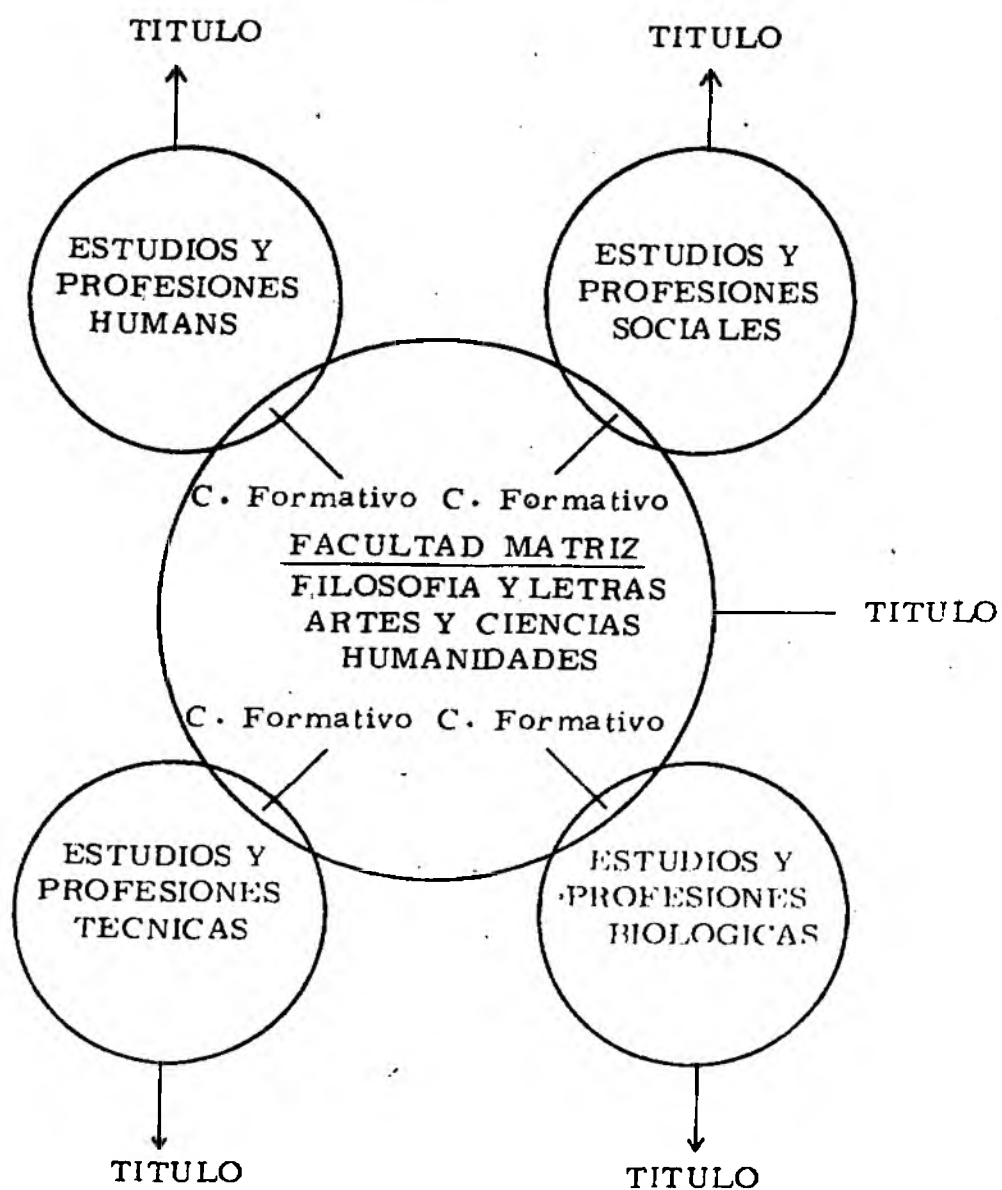 TITULO
TITULO
ESTUDIOS Y
PROFESIONES
HUMANS
ESTUDIOS Y
PROFESIONES
SOCIALES
C. Formativo C. Formativo
FACULTAD MATRIZ
FILOSOFIA Y LETRAS
ARTES Y CIENCIAS
HUMANIDADES
TITULO
C. Formativo C. Formativo
ESTUDIOS Y
PROFESIONES
TECNICAS
ESTUDIOS Y
PROFESIONES
BIOLOGICAS
TITULO
TITULO